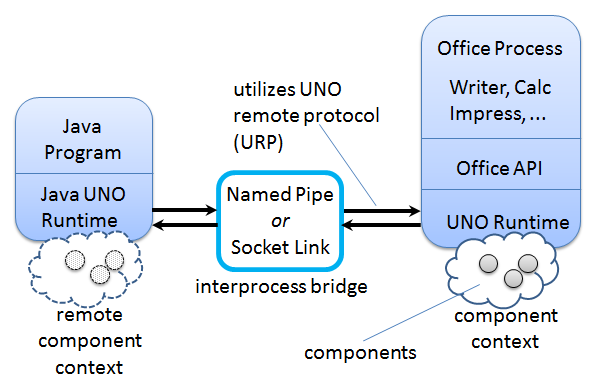 Office Process
Writer, Calc
Impress, ...
Office API
UNO Runtime
utilizes UNO
remote protocol
(URP)
Java
Program
Java UNO
Runtime
Named Pipe
or
Socket Link
interprocess bridge
remote
component
context
component
context
components